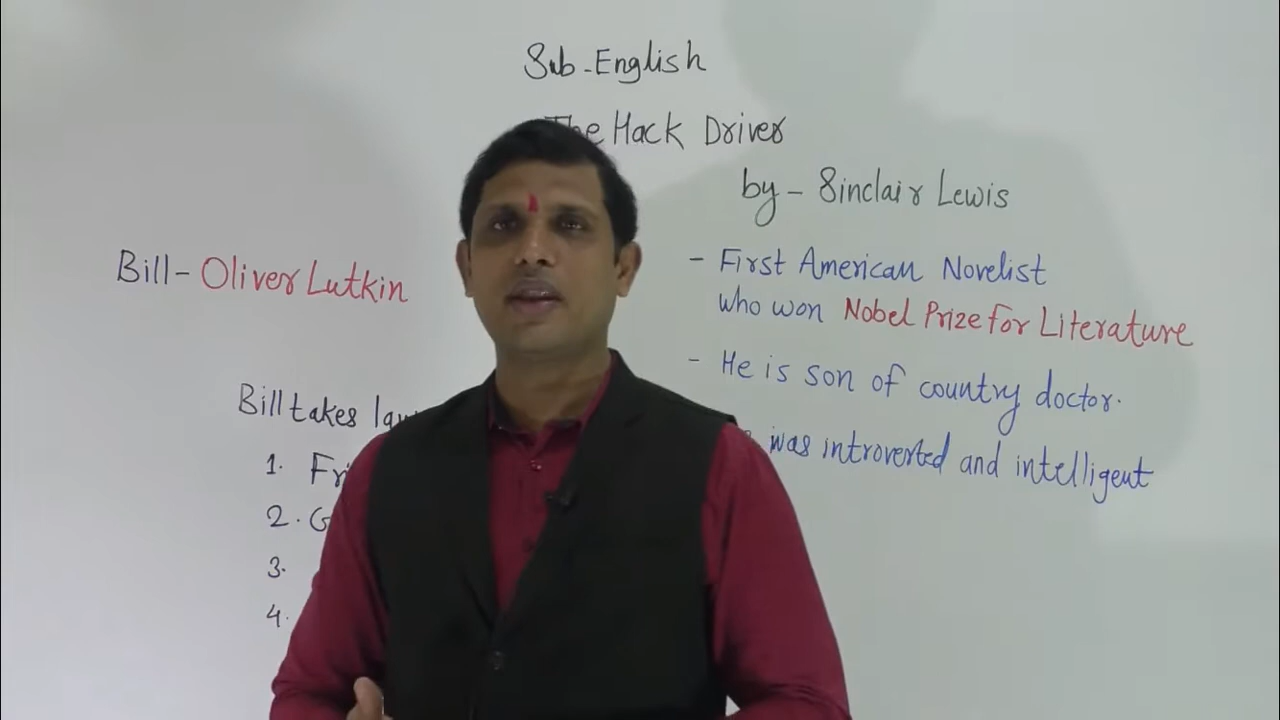 Sub-English
The Hack Driver
by- Sinclair Lewis
Bill- Oliver Lutkin
- First American Novelist
who won Nobel Prize for Literature
- He is son of country doctor.
was introverted and intelligent
Bill takes
1.
2.
3.
4.